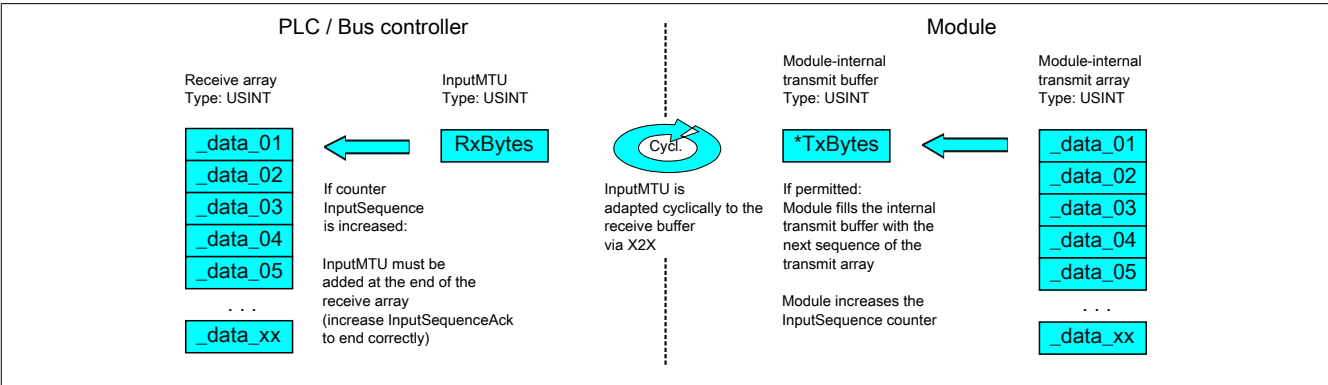 PLC / Bus controller
Module
Receive array
Type: USINT
InputMTU
Type: USINT
Module-internal
transmit buffer
Type: USINT
Module-internal
transmit array
Type: USINT
_data_01
_data_02
_data_03
_data_04
_data_05
. . .
_data_xx
RxBytes
If counter
InputSequence
is increased:
InputMTU must be
added at the end of the
receive array
(increase InputSequenceAck
to end correctly)
Cycl.
InputMTU is
adapted cyclically to the
receive buffer
via X2X
*TxBytes
If permitted:
Module fills the internal
transmit buffer with the
next sequence of the
transmit array
Module increases the
InputSequence counter
_data_01
_data_02
_data_03
_data_04
_data_05
. . .
_data_xx